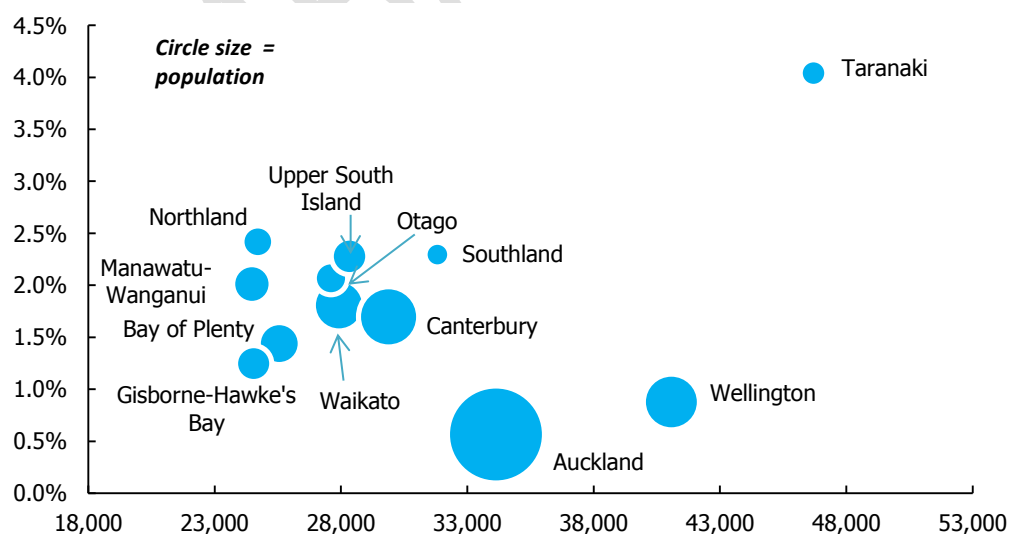 4.5%
Circle size =
population
4.0%
Taranaki
3.5%
3.0%
Upper South
Island
Otago
2.5%
Northland
Southland
Manawatu-
Wanganui
2.0%
Bay of Plenty
Canterbury
1.5%
1.0%
Gisborne-Hawke's
Bay
Waikato
Wellington
0.5%
Auckland
0.0%
18,000
23,000
28,000
33,000
38,000
43,000
48,000
53,000